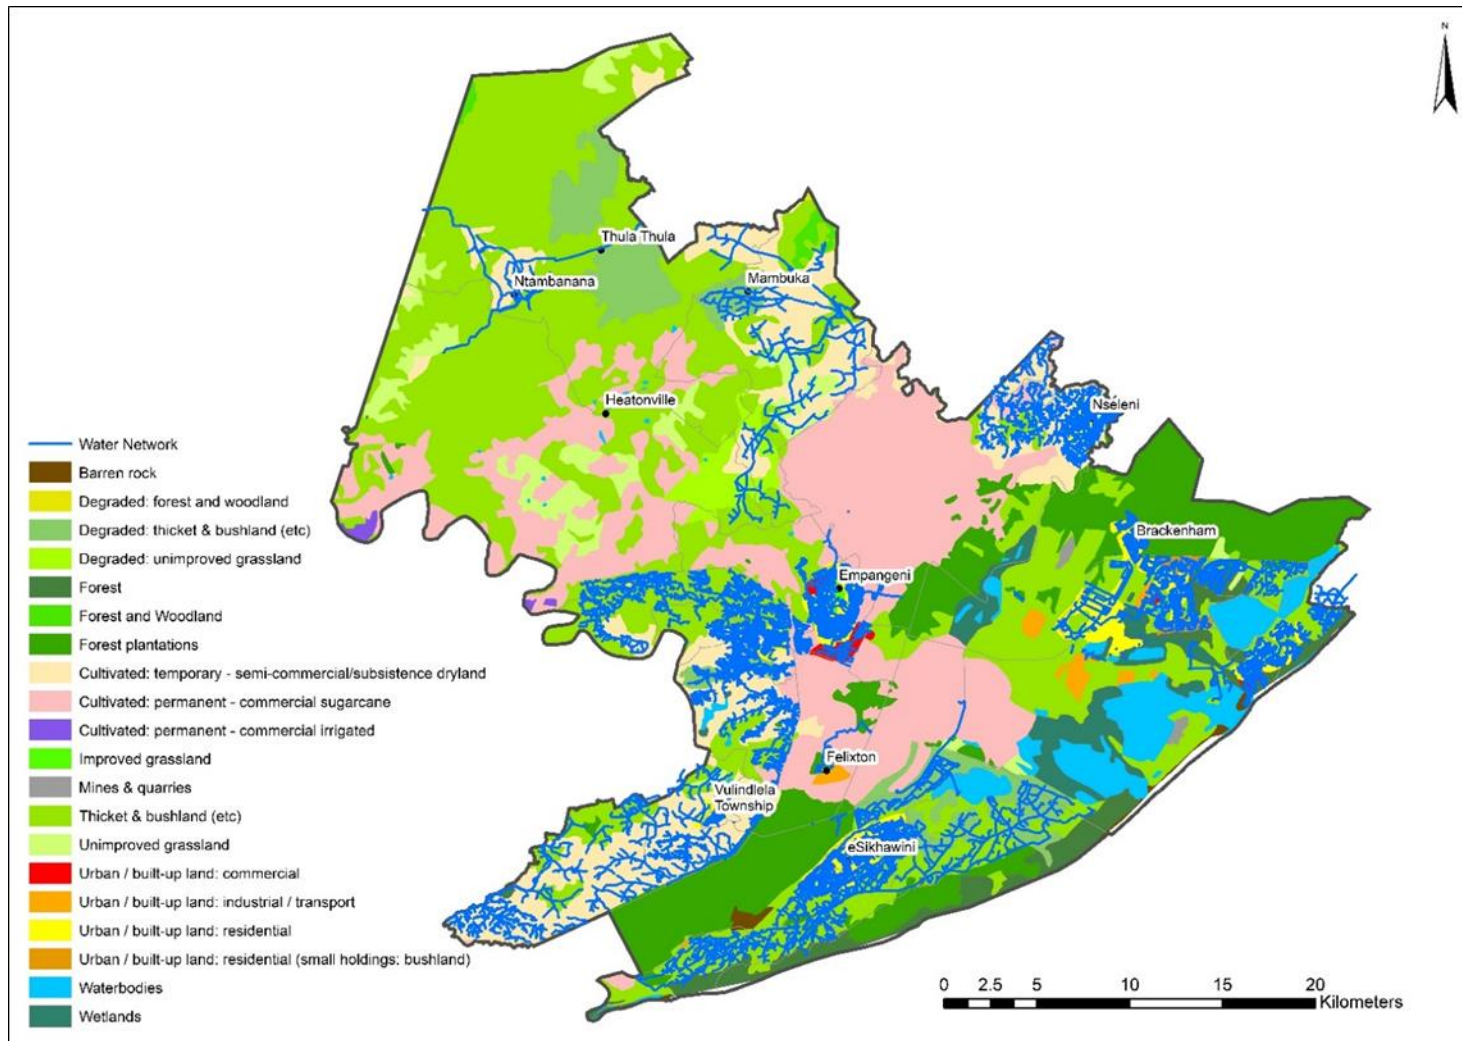 N
Thula Thula
Ntambanana
Mambuka
Heatonville
Nseleni
Brackenham
Empangeni
Felixton
Vulindlela
Township
eSikhawini
Water Network
Barren rock
Degraded: forest and woodland
Degraded: thicket & bushland (etc)
Degraded: unimproved grassland
Forest
Forest and Woodland
Forest plantations
Cultivated: temporary - semi-commercial/subsistence dryland
Cultivated: permanent - commercial sugarcane
Cultivated: permanent - commercial irrigated
Improved grassland
Mines & quarries
Thicket & bushland (etc)
Unimproved grassland
Urban / built-up land: commercial
Urban / built-up land: industrial / transport
Urban / built-up land: residential
Urban / built-up land: residential (small holdings: bushland)
Waterbodies
Wetlands
0 2.5 5 10 15 20
Kilometers